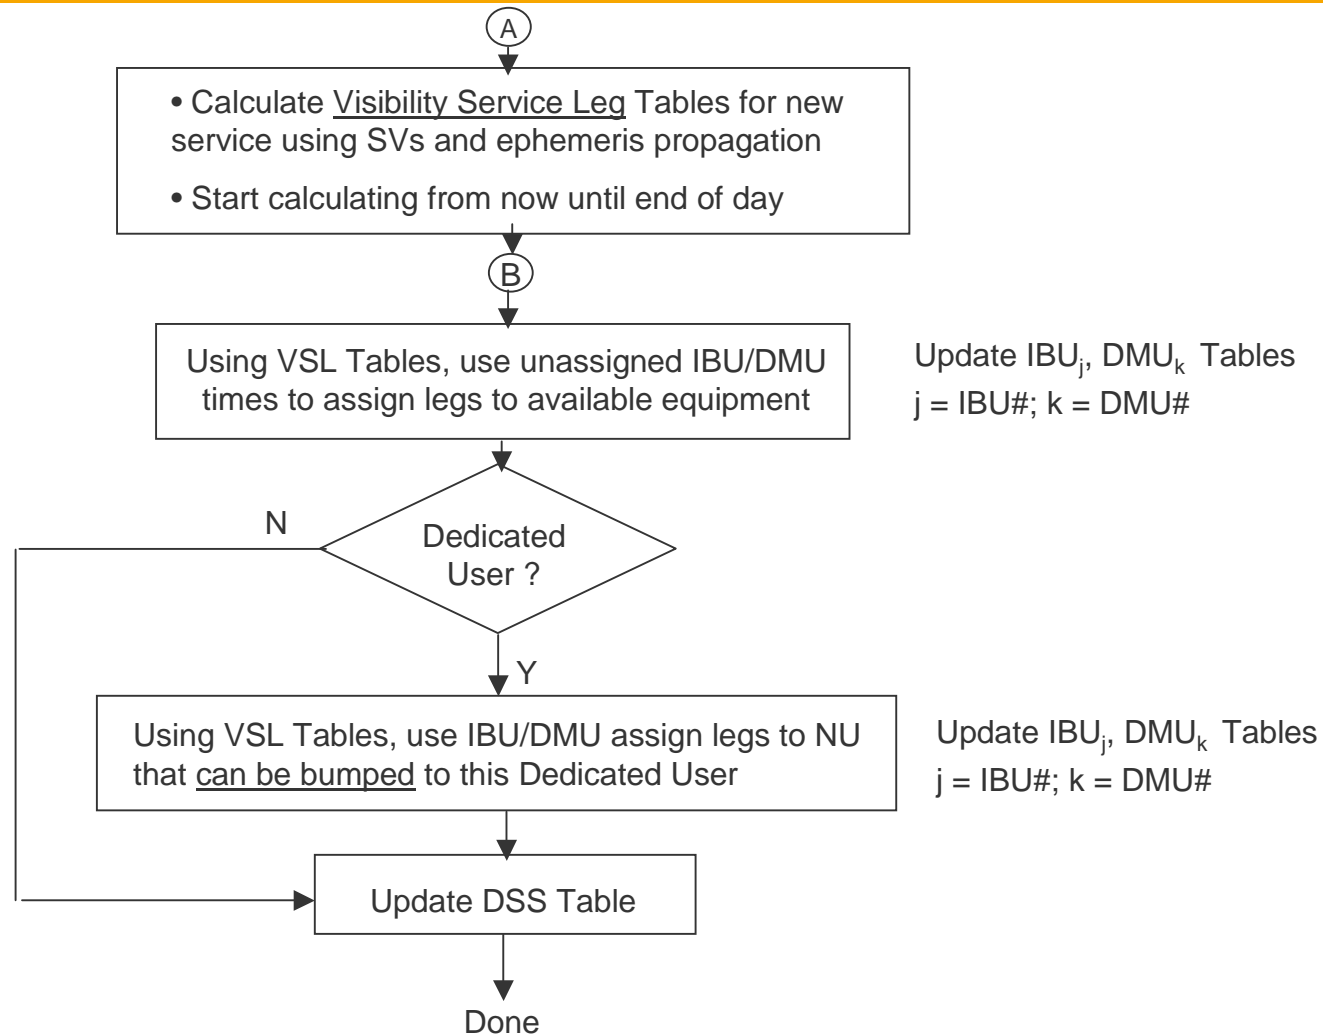 A
• Calculate Visibility Service Leg Tables for new
service using SVs and ephemeris propagation
• Start calculating from now until end of day
B
Using VSL Tables, use unassigned IBU/DMU
times to assign legs to available equipment
Update IBUj, DMUk Tables
j = IBU#; k = DMU#
N
Dedicated
User ?
Y
Using VSL Tables, use IBU/DMU assign legs to NU
that can be bumped to this Dedicated User
Update IBUj, DMUk Tables
j = IBU#; k = DMU#
Update DSS Table
Done